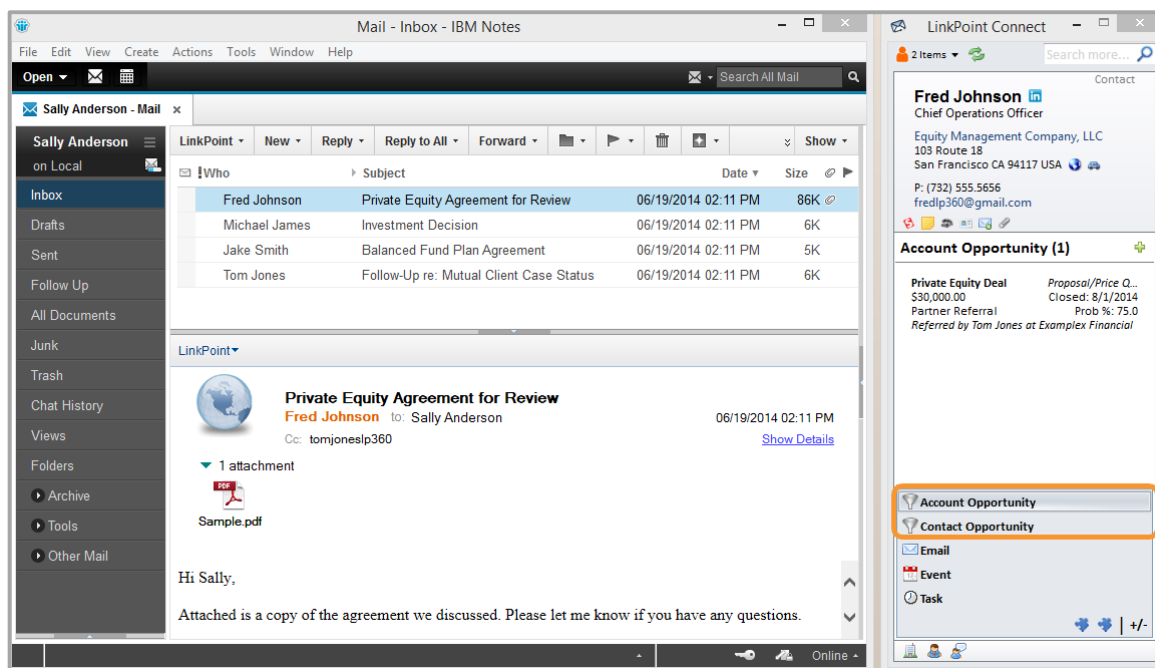 Mail - Inbox - IBM Notes
File Edit View Create Actions Tools Window Help
Open
Search All Mail
Sally Anderson - Mail
Sally Anderson
on Local
Inbox
Drafts
Sent
Follow Up
All Documents
Junk
Trash
Chat History
Views
Folders
Archive
Tools
Other Mail
LinkPoint New Reply Reply to All Forward Show
!Who Subject Date Size
Fred Johnson Private Equity Agreement for Review 06/19/2014 02:11 PM 86K
Michael James Investment Decision 06/19/2014 02:11 PM 6K
Jake Smith Balanced Fund Plan Agreement 06/19/2014 02:11 PM 5K
Tom Jones Follow-Up re: Mutual Client Case Status 06/19/2014 02:11 PM 6K
LinkPoint
Private Equity Agreement for Review
Fred Johnson to: Sally Anderson 06/19/2014 02:11 PM
Cc: tomjoneslp360 Show Details
1 attachment
PDF
Sample.pdf
Hi Sally,
Attached is a copy of the agreement we discussed. Please let me know if you have any questions.
Online
LinkPoint Connect
2 Items Search more...
Contact
Fred Johnson in
Chief Operations Officer
Equity Management Company, LLC
103 Route 18
San Francisco CA 94117 USA
P: (732) 555.5656
fredlp360@gmail.com
Account Opportunity (1)
Private Equity Deal Proposal/Price Q...
$30,000.00 Closed: 8/1/2014
Partner Referral Prob %: 75.0
Referred by Tom Jones at Examplex Financial
Account Opportunity
Contact Opportunity
Email
Event
Task
+/-